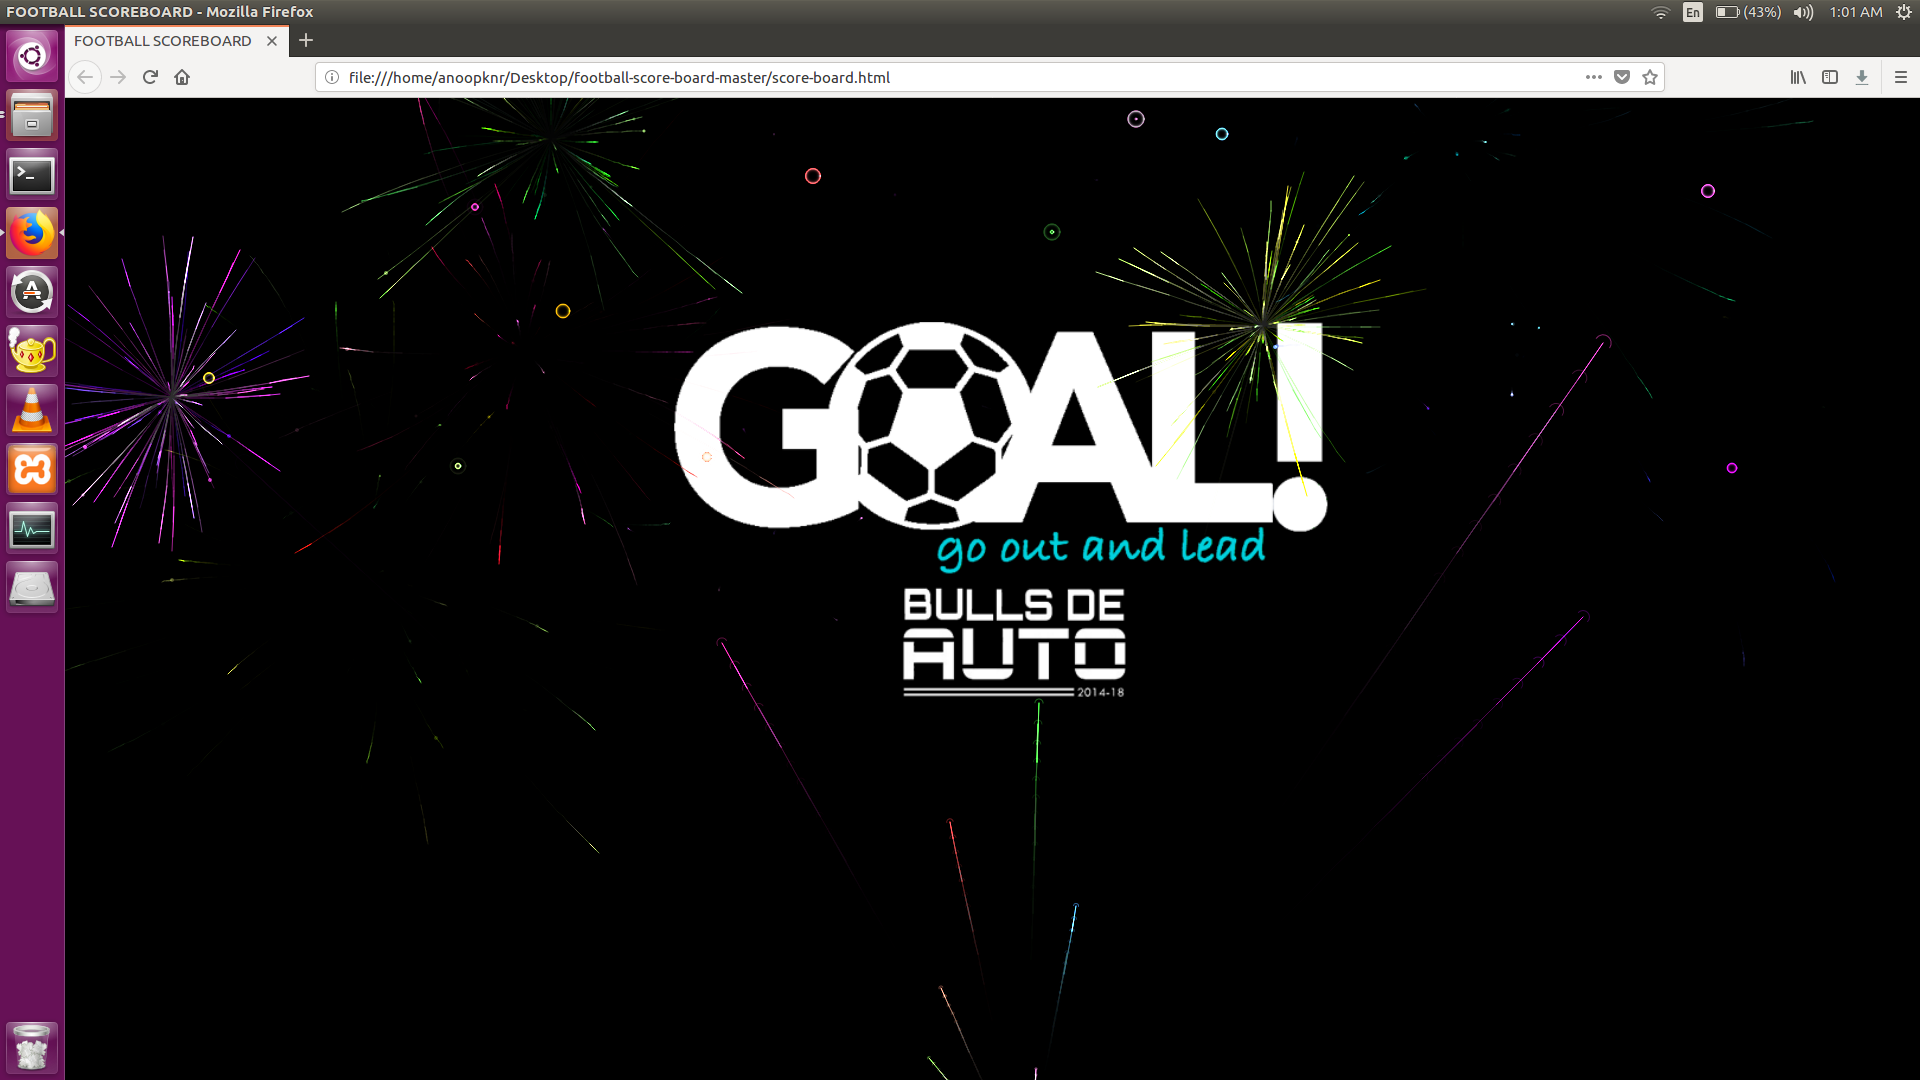 FOOTBALL SCOREBOARD - Mozilla Firefox
En (43%) 1:01 AM
FOOTBALL SCOREBOARD
file:///home/anoopknr/Desktop/football-score-board-master/score-board.html
GOAL!
go out and lead
BULLS DE
AUTO
2014-18